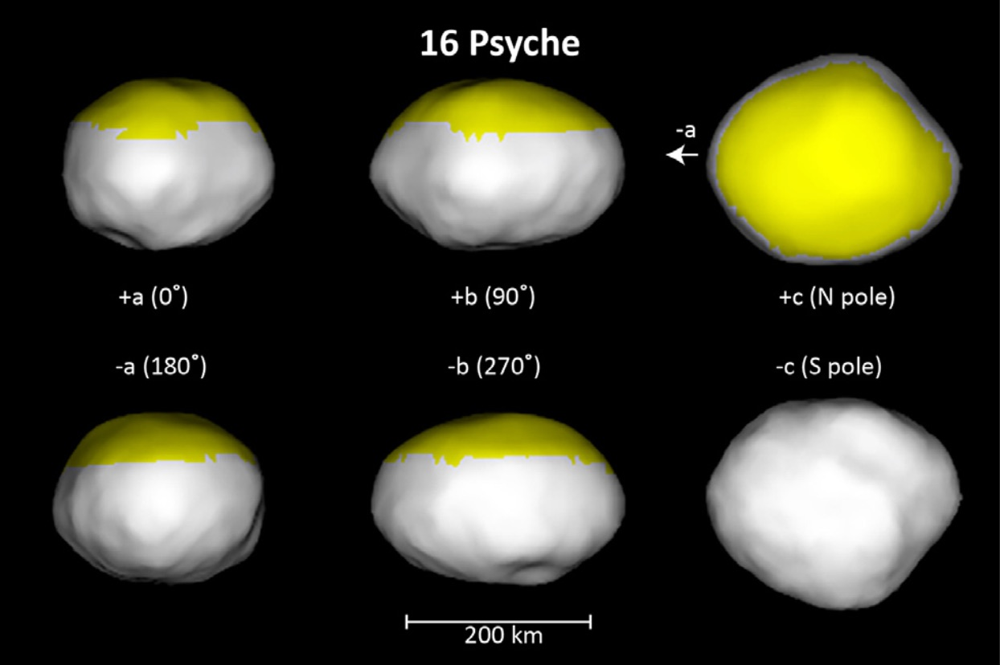 16 Psyche
-a
+a (0˚)
+b (90˚)
+c (N pole)
-a (180˚)
-b (270˚)
-c (S pole)
200 km